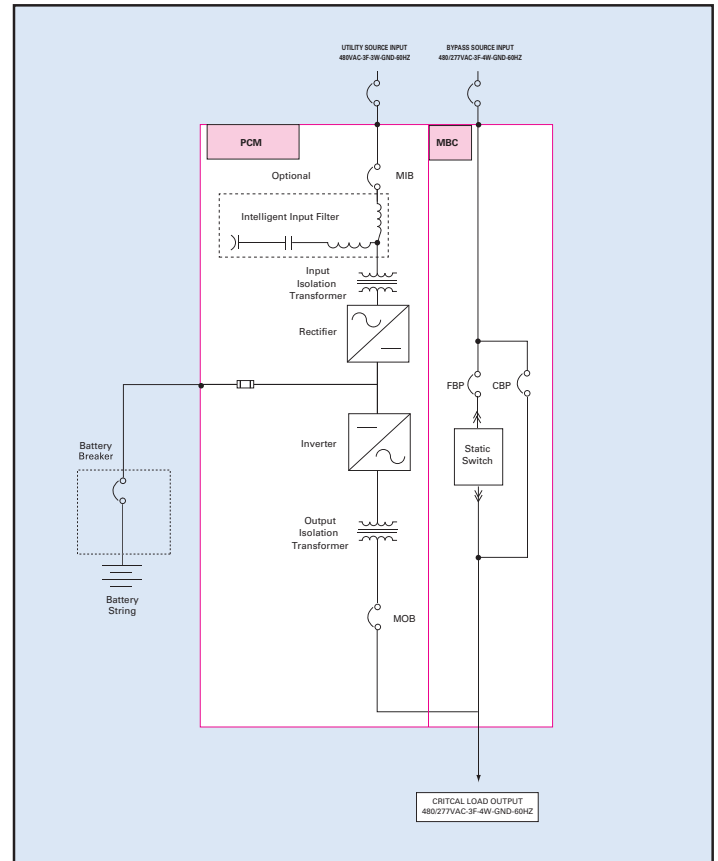 UTILITY SOURCE INPUT
480VAC-3F-3W-GND-60HZ
BYPASS SOURCE INPUT
480/277VAC-3F-4W-GND-60HZ
PCM
MBC
Optional
MIB
Intelligent Input Filter
Input
Isolation
Transformer
Rectifier
FBP
CBP
Inverter
Static
Switch
Battery
Breaker
Output
Isolation
Transformer
Battery
String
MOB
CRITCAL LOAD OUTPUT
480/277VAC-3F-4W-GND-60HZ